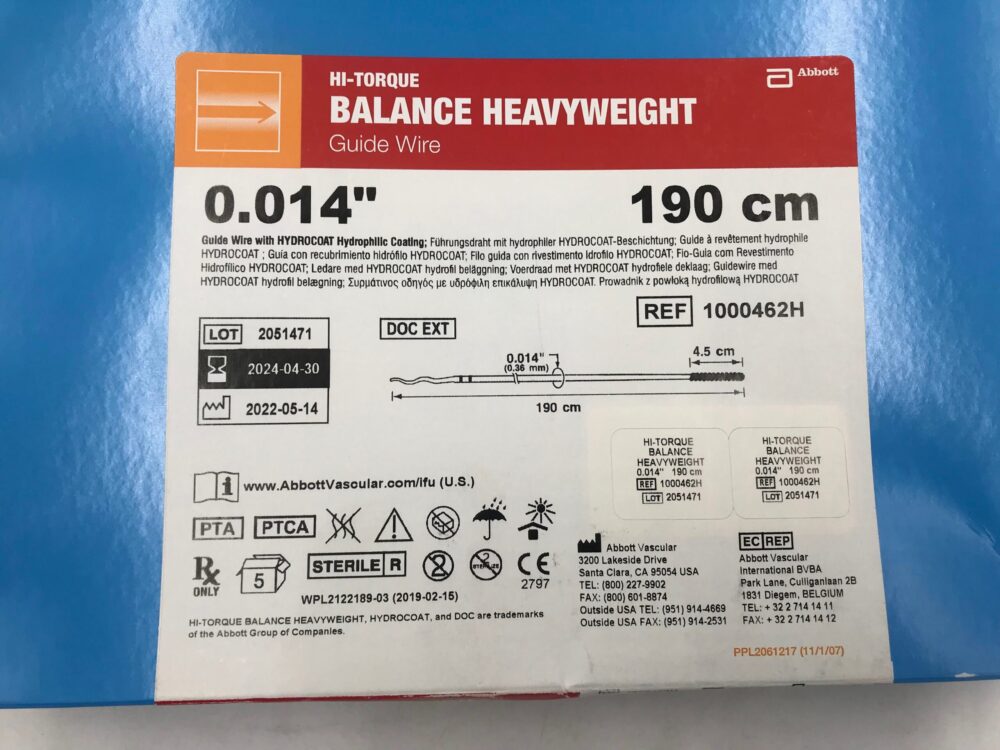 HI-TORQUE
BALANCE HEAVYWEIGHT
Guide Wire
Abbott
0.014" 190 cm
Guide Wire with HYDROCOAT Hydrophilic Coating; Führungsdraht mit hydrophiler HYDROCOAT-Beschichtung; Guide à revêtement hydrophile
HYDROCOAT ; Guía con recubrimiento hidrófilo HYDROCOAT; Filo guida con rivestimento idrofilo HYDROCOAT; Fio-Guia com Revestimento
Hidrofílico HYDROCOAT; Ledare med HYDROCOAT hydrofil beläggning; Voerdraad met HYDROCOAT hydrofiele deklaag; Guidewire med
HYDROCOAT hydrofil belægning; Συρμάτινος οδηγός με υδρόφιλη επικάλυψη HYDROCOAT. Prowadnik z powłoką hydrofilową HYDROCOAT
REF 1000462H
LOT 2051471
2024-04-30
2022-05-14
DOC EXT
0.014"
(0.36 mm)
4.5 cm
190 cm
HI-TORQUE
BALANCE
HEAVYWEIGHT
0.014" 190 cm
REF 1000462H
LOT 2051471
HI-TORQUE
BALANCE
HEAVYWEIGHT
0.014" 190 cm
REF 1000462H
LOT 2051471
i www.AbbottVascular.com/ifu (U.S.)
PTA PTCA
Rx ONLY
5
STERILE R
2
2 STERILIZE
CE
2797
WPL2122189-03 (2019-02-15)
HI-TORQUE BALANCE HEAVYWEIGHT, HYDROCOAT, and DOC are trademarks
of the Abbott Group of Companies.
Abbott Vascular
3200 Lakeside Drive
Santa Clara, CA 95054 USA
TEL: (800) 227-9902
FAX: (800) 601-8874
Outside USA TEL: (951) 914-4669
Outside USA FAX: (951) 914-2531
EC REP
Abbott Vascular
International BVBA
Park Lane, Culliganlaan 2B
1831 Diegem, BELGIUM
TEL: + 32 2 714 14 11
FAX: + 32 2 714 14 12
PPL2061217 (11/1/07)